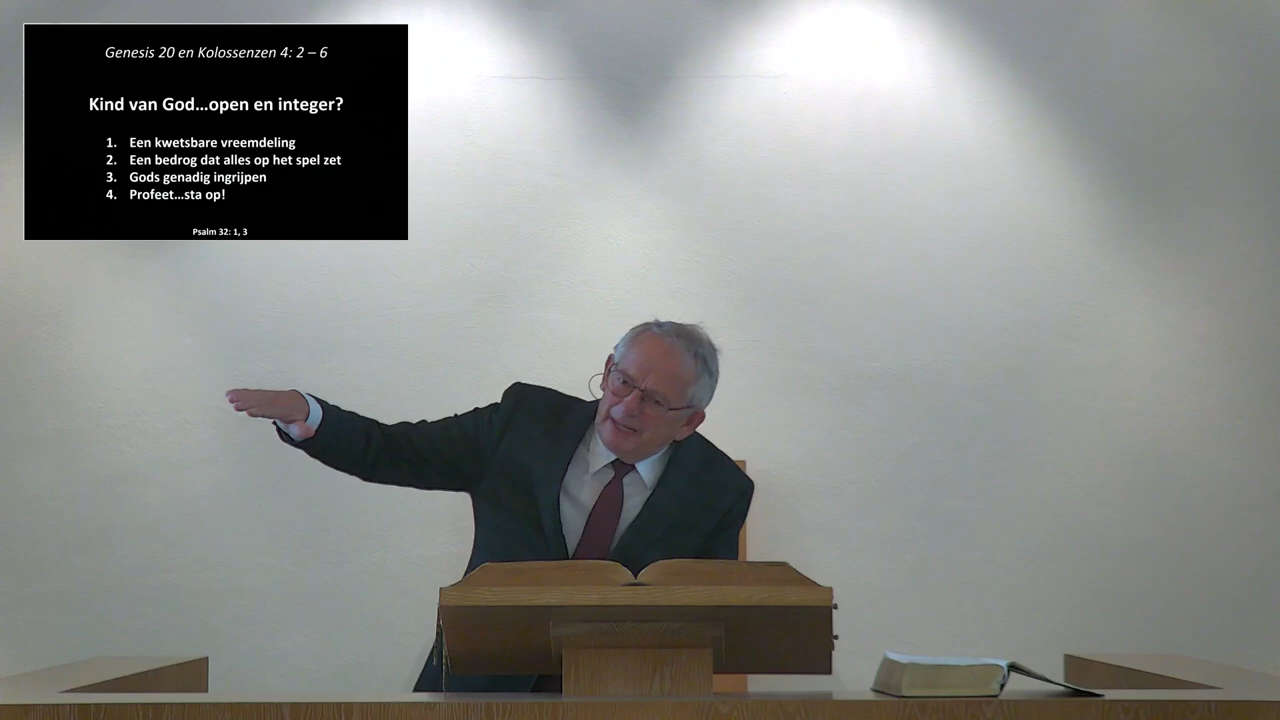 Genesis 20 en Kolossenzen 4: 2 – 6
Kind van God...open en integer?
1. Een kwetsbare vreemdeling
2. Een bedrog dat alles op het spel zet
3. Gods genadig ingrijpen
4. Profeet...sta op!
Psalm 32: 1, 3